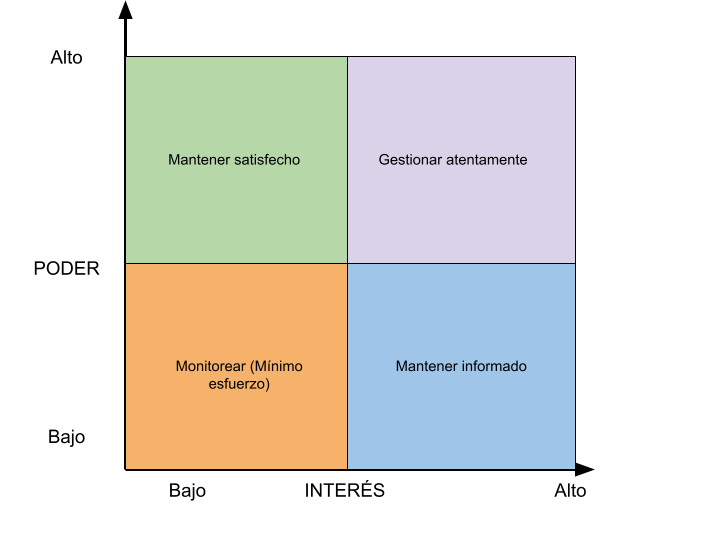 Alto
Mantener satisfecho
Gestionar atentamente
PODER
Monitorear (Mínimo
esfuerzo)
Mantener informado
Bajo
Bajo
INTERÉS
Alto